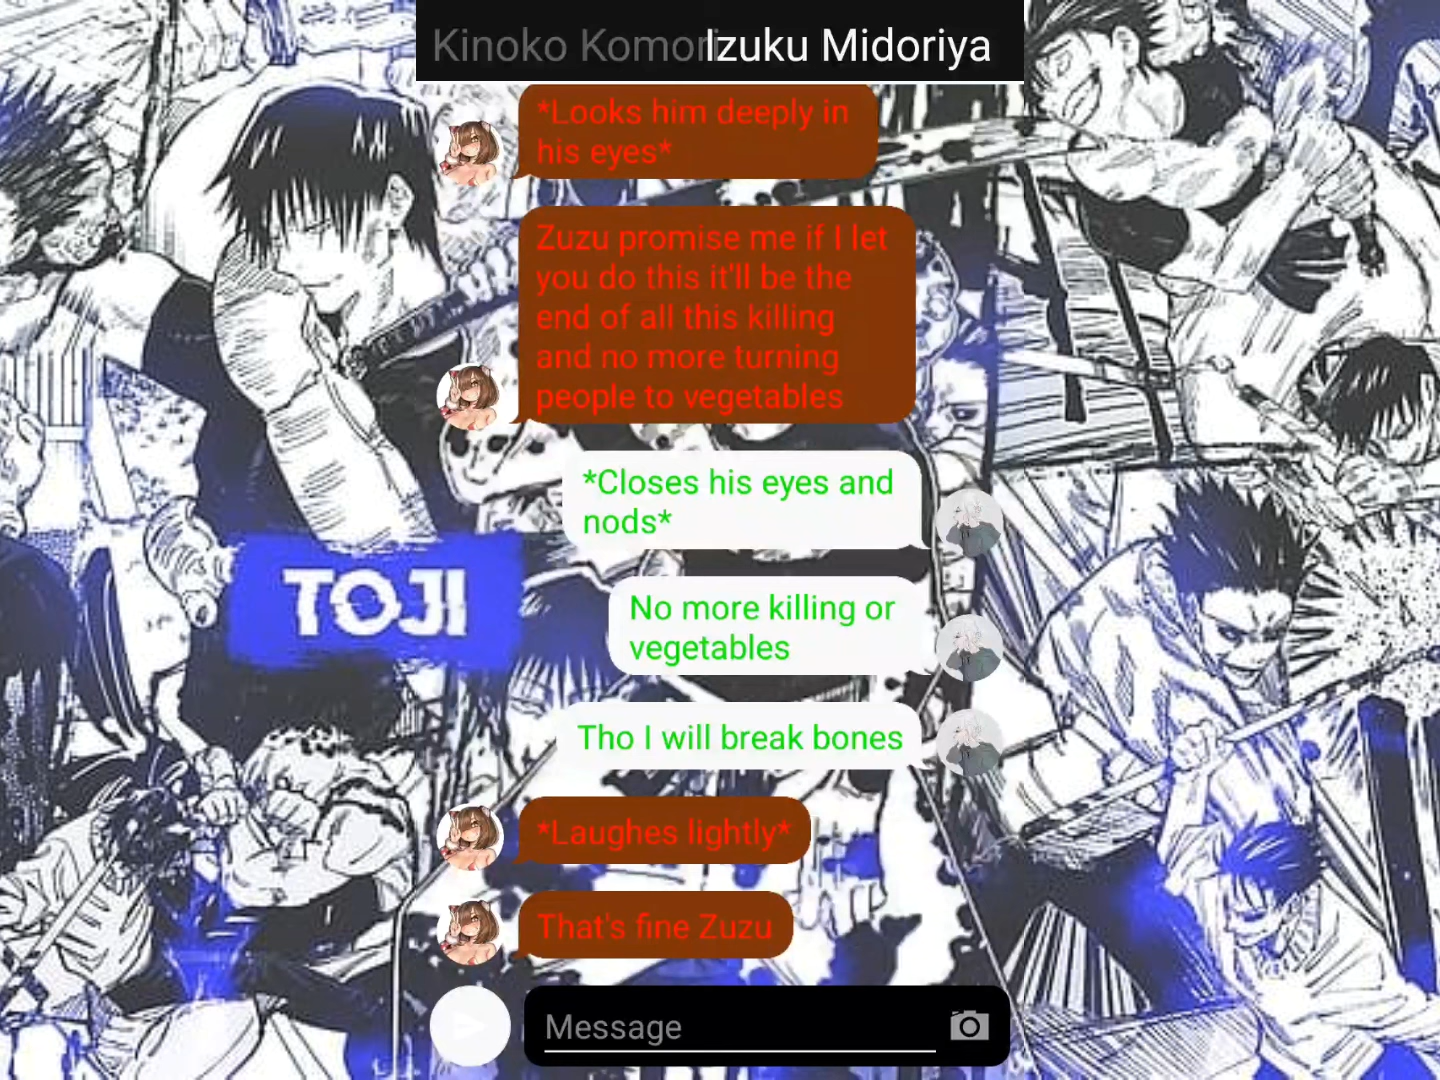 Kinoko Komori
Izuku Midoriya
*Looks him deeply in
his eyes*
Zuzu promise me if I let
you do this it'll be the
end of all this killing
and no more turning
people to vegetables
*Closes his eyes and
nods*
No more killing or
vegetables
Tho I will break bones
*Laughes lightly*
That's fine Zuzu
TOJI
Message